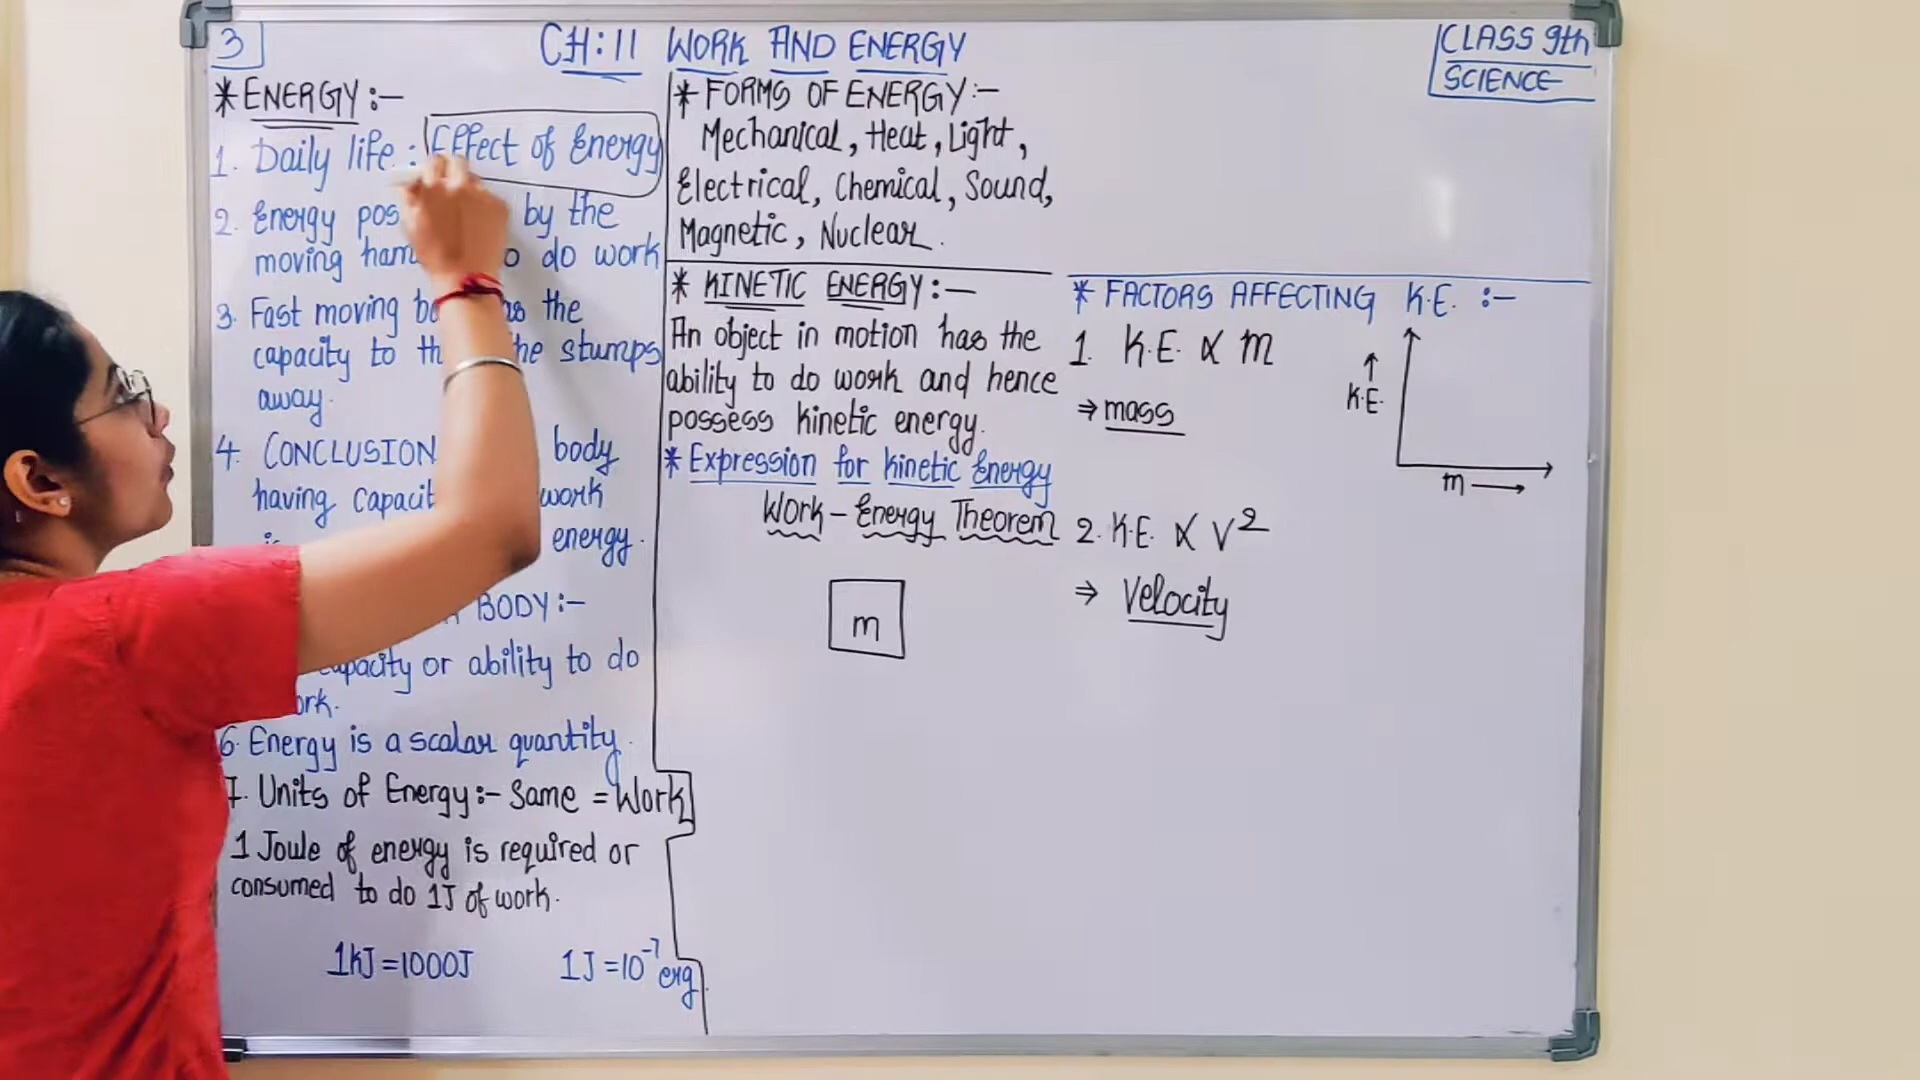 3
CH:11 WORK AND ENERGY
CLASS 9th
SCIENCE
* ENERGY:-
1. Daily life: Effect of Energy
2. Energy pos by the
moving ham do work
3. Fast moving the
capacity to the stumps
away.
4. CONCLUSION body
having capacit work
energy.
BODY:-
capacity or ability to do
6. Energy is a scalar quantity.
7. Units of Energy:- Same = Work
1 Joule of energy is required or
consumed to do 1J of work.
1kJ = 1000J 1J = 10⁻⁷ erg
* FORMS OF ENERGY:-
Mechanical, Heat, Light,
Electrical, Chemical, Sound,
Magnetic, Nuclear.
* KINETIC ENERGY:-
An object in motion has the
ability to do work and hence
possess kinetic energy.
* Expression for kinetic Energy
Work - Energy Theorem
m
* FACTORS AFFECTING K.E. :-
1. K.E. ∝ m
⇒ mass
K.E.
m
2. K.E. ∝ V²
⇒ Velocity